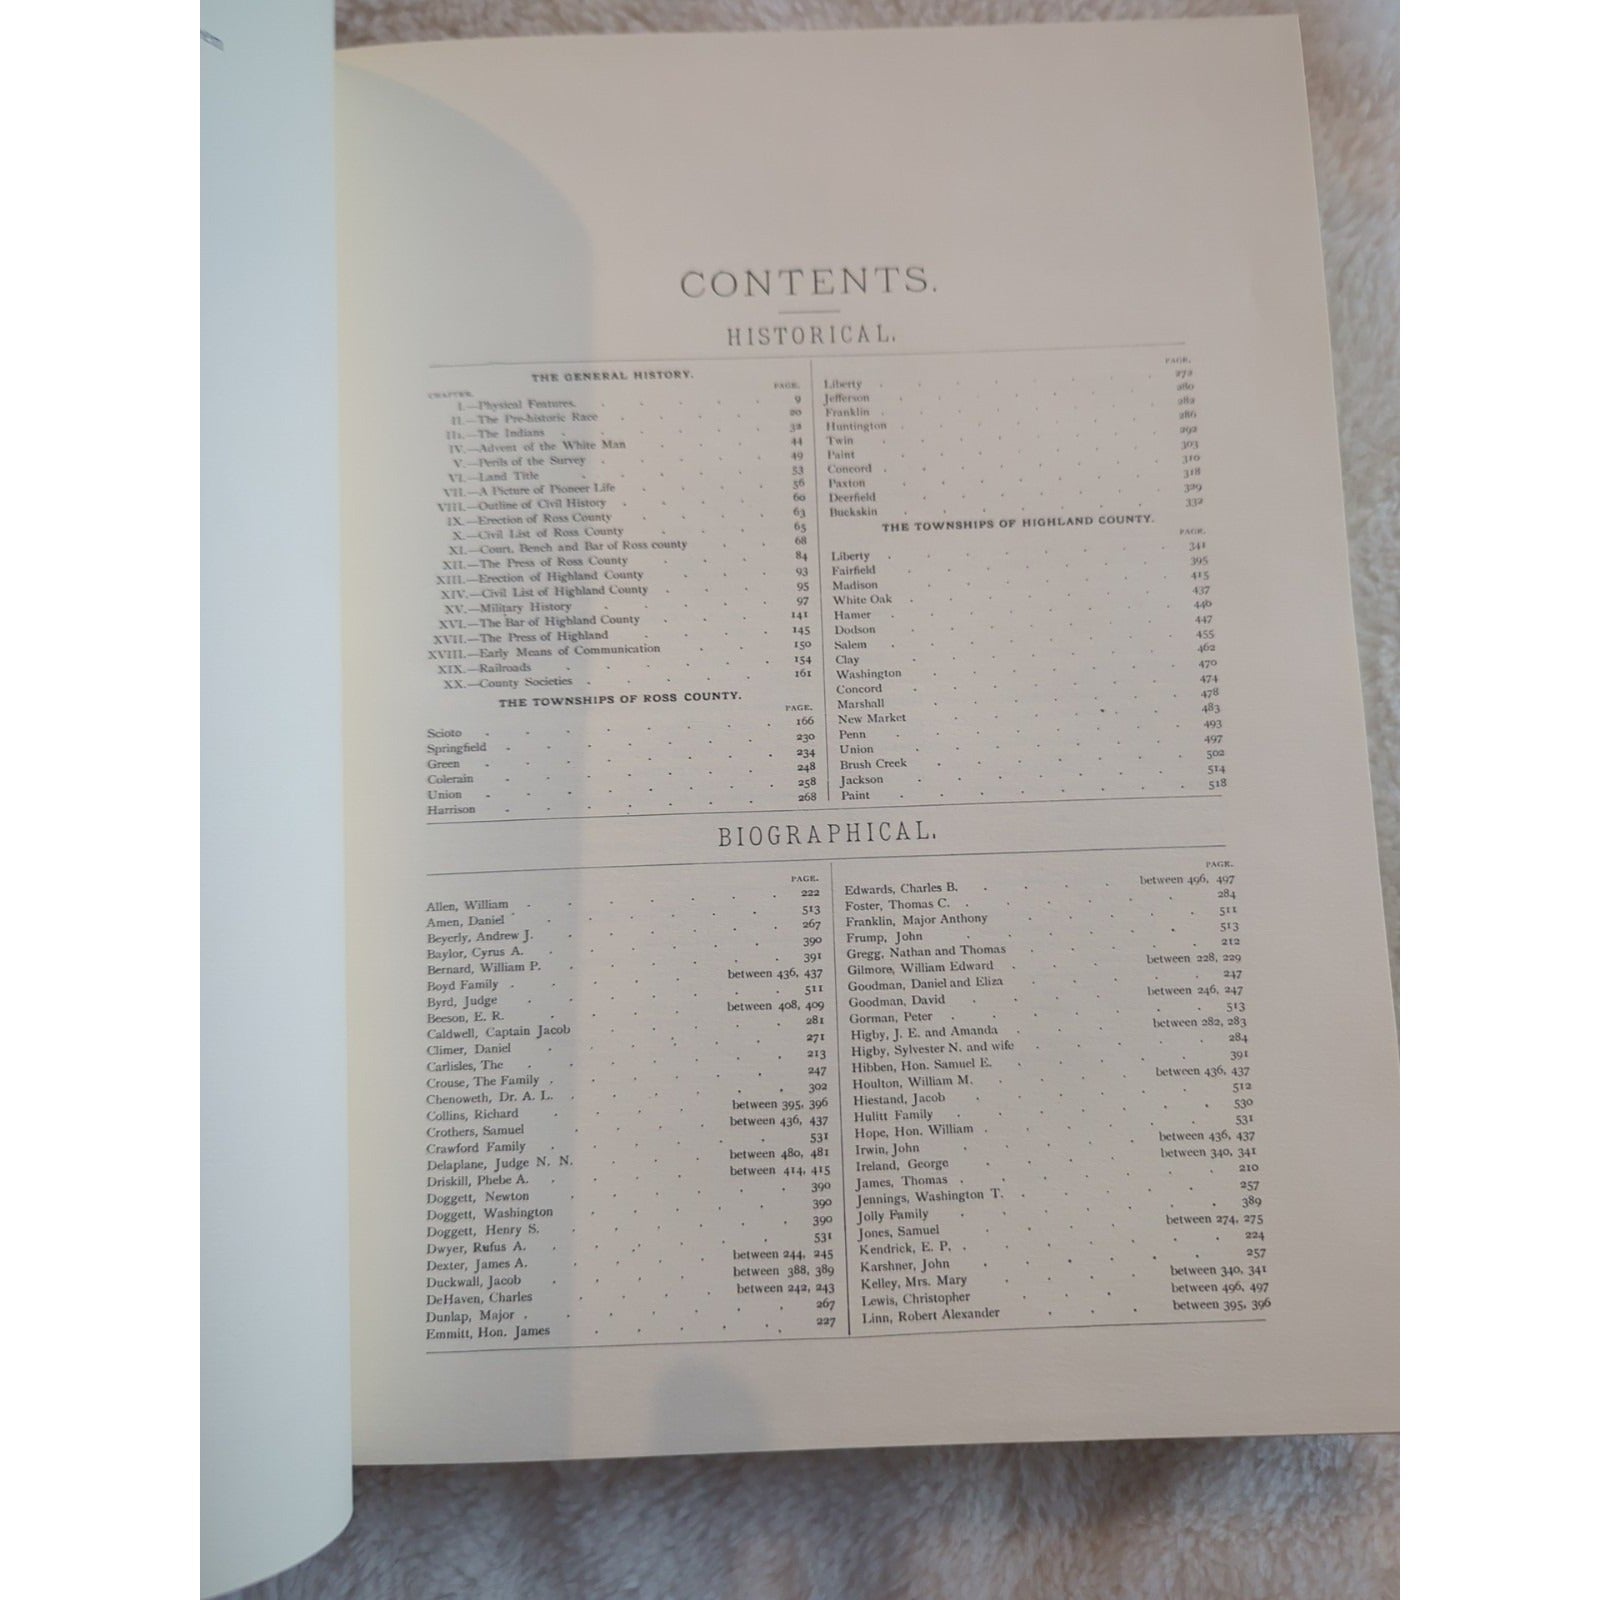 CONTENTS.
HISTORICAL.
THE GENERAL HISTORY.
CHAPTER. PAGE.
I.—Physical Features. 9
II.—The Pre-historic Race 20
III.—The Indians 32
IV.—Advent of the White Man 44
V.—Perils of the Survey 49
VI.—Land Title 53
VII.—A Picture of Pioneer Life 56
VIII.—Outline of Civil History 60
IX.—Erection of Ross County 63
X.—Civil List of Ross County 65
XI.—Court, Bench and Bar of Ross county 68
XII.—The Press of Ross County 84
XIII.—Erection of Highland County 93
XIV.—Civil List of Highland County 95
XV.—Military History 97
XVI.—The Bar of Highland County 141
XVII.—The Press of Highland 145
XVIII.—Early Means of Communication 150
XIX.—Railroads 154
XX.—County Societies 161
THE TOWNSHIPS OF ROSS COUNTY.
PAGE.
Scioto 166
Springfield 230
Green 234
Colerain 248
Union 258
Harrison 268
PAGE.
Liberty 272
Jefferson 280
Franklin 282
Huntington 286
Twin 292
Paint 303
Concord 310
Paxton 318
Deerfield 329
Buckskin 332
THE TOWNSHIPS OF HIGHLAND COUNTY.
PAGE.
Liberty 341
Fairfield 395
Madison 415
White Oak 437
Hamer 440
Dodson 447
Salem 455
Clay 462
Washington 470
Concord 474
Marshall 478
New Market 483
Penn 493
Union 497
Brush Creek 502
Jackson 514
Paint 518
BIOGRAPHICAL.
PAGE.
Allen, William 222
Amen, Daniel 513
Beyerly, Andrew J. 267
Baylor, Cyrus A. 390
Bernard, William P. 391
Boyd Family between 436, 437
Byrd, Judge 511
Beeson, E. R. between 408, 409
Caldwell, Captain Jacob 281
Climer, Daniel 271
Carlisles, The 213
Crouse, The Family 247
Chenoweth, Dr. A. L. 302
Collins, Richard between 395, 396
Crothers, Samuel between 436, 437
Crawford Family 531
Delaplane, Judge N. N. between 480, 481
Driskill, Phebe A. between 414, 415
Doggett, Newton 390
Doggett, Washington 390
Doggett, Henry S. 390
Dwyer, Rufus A. 531
Dexter, James A. between 244, 245
Duckwall, Jacob between 388, 389
DeHaven, Charles between 242, 243
Dunlap, Major 267
Emmitt, Hon. James 227
PAGE.
Edwards, Charles B. between 496, 497
Foster, Thomas C. 284
Franklin, Major Anthony 511
Frump, John 513
Gregg, Nathan and Thomas 212
Gilmore, William Edward between 228, 229
Goodman, Daniel and Eliza 247
Goodman, David between 246, 247
Gorman, Peter 513
Higby, J. E. and Amanda between 282, 283
Higby, Sylvester N. and wife 284
Hibben, Hon. Samuel E. 391
Houlton, William M. between 436, 437
Hiestand, Jacob 512
Hulitt Family 530
Hope, Hon. William 531
Irwin, John between 436, 437
Ireland, George between 340, 341
James, Thomas 210
Jennings, Washington T. 257
Jolly Family 389
Jones, Samuel between 274, 275
Kendrick, E. P. 224
Karshner, John 257
Kelley, Mrs. Mary between 340, 341
Lewis, Christopher between 496, 497
Linn, Robert Alexander between 395, 396